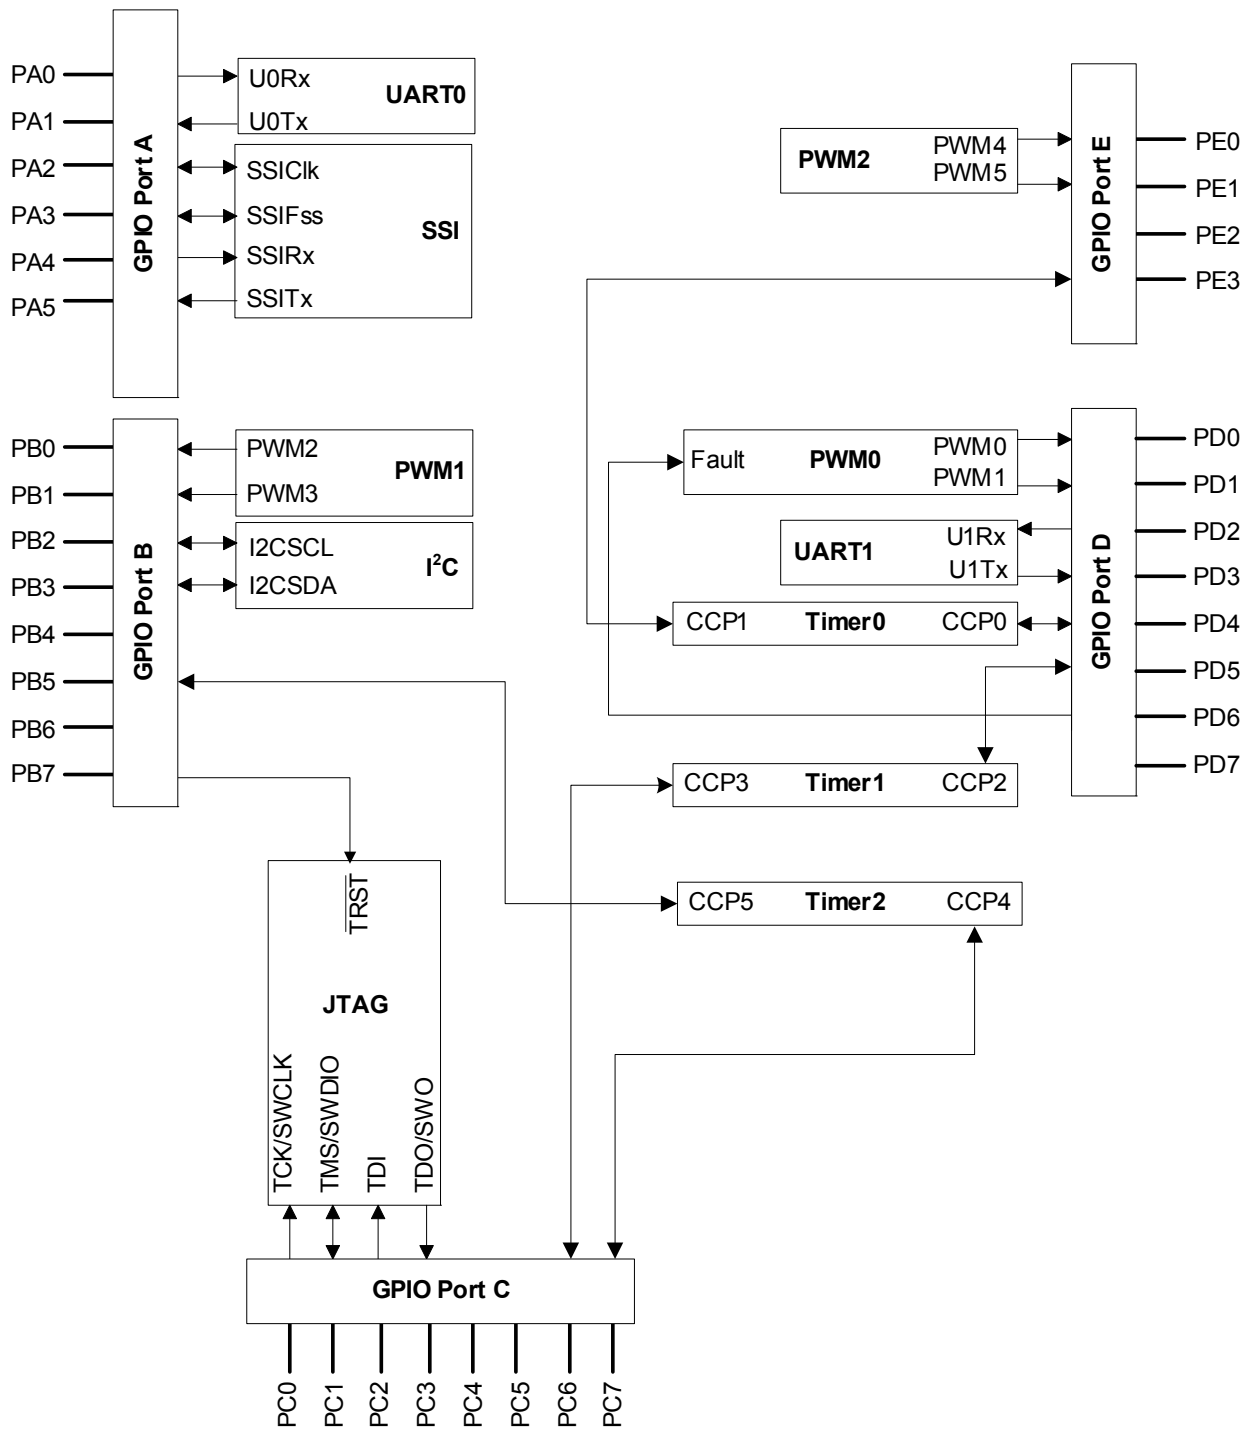 PA0
PA1
PA2
PA3
PA4
PA5
GPIO Port A
U0Rx
U0Tx
UART0
SSIClk
SSIFss
SSIRx
SSITx
SSI
PB0
PB1
PB2
PB3
PB4
PB5
PB6
PB7
GPIO Port B
PWM2
PWM3
PWM1
I2CSCL
I2CSDA
I²C
PWM2
PWM4
PWM5
GPIO Port E
PE0
PE1
PE2
PE3
Fault
PWM0
PWM0
PWM1
UART1
U1Rx
U1Tx
CCP1
Timer0
CCP0
CCP3
Timer1
CCP2
CCP5
Timer2
CCP4
GPIO Port D
PD0
PD1
PD2
PD3
PD4
PD5
PD6
PD7
TRST
JTAG
TCK/SWCLK
TMS/SWDIO
TDI
TDO/SWO
GPIO Port C
PC0
PC1
PC2
PC3
PC4
PC5
PC6
PC7